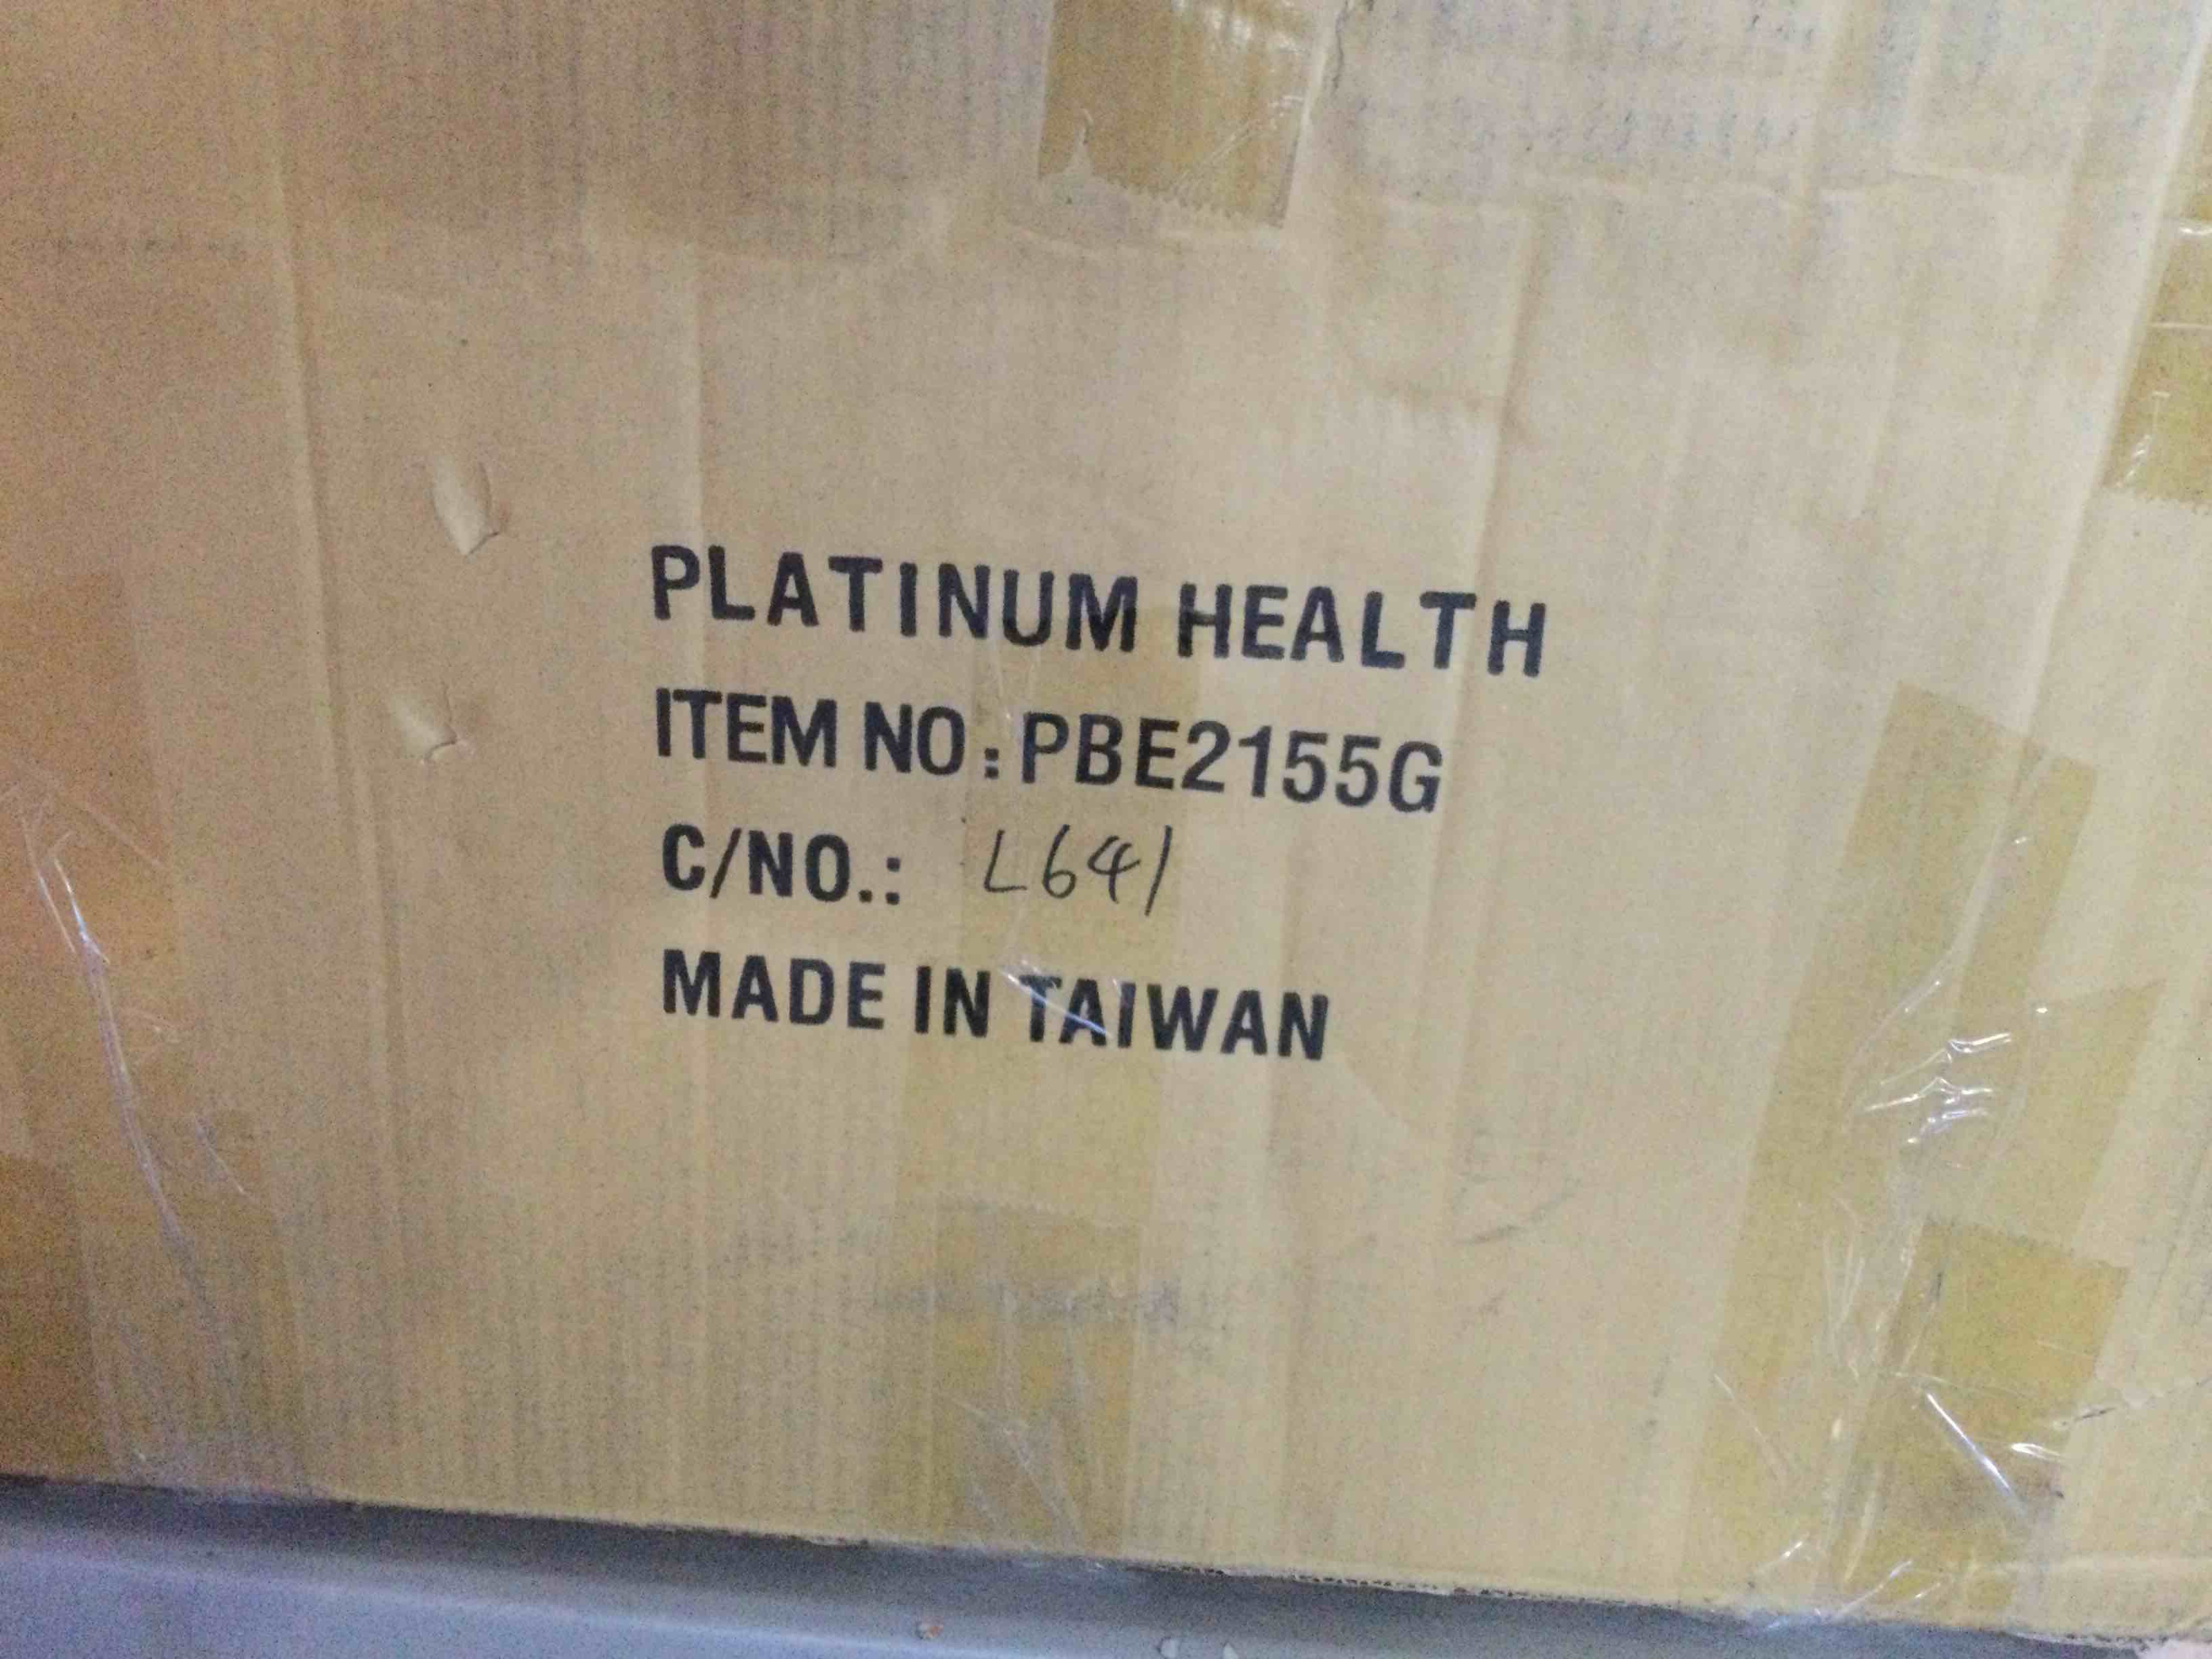 PLATINUM HEALTH
ITEM NO: PBE2155G
C/NO.: L641
MADE IN TAIWAN